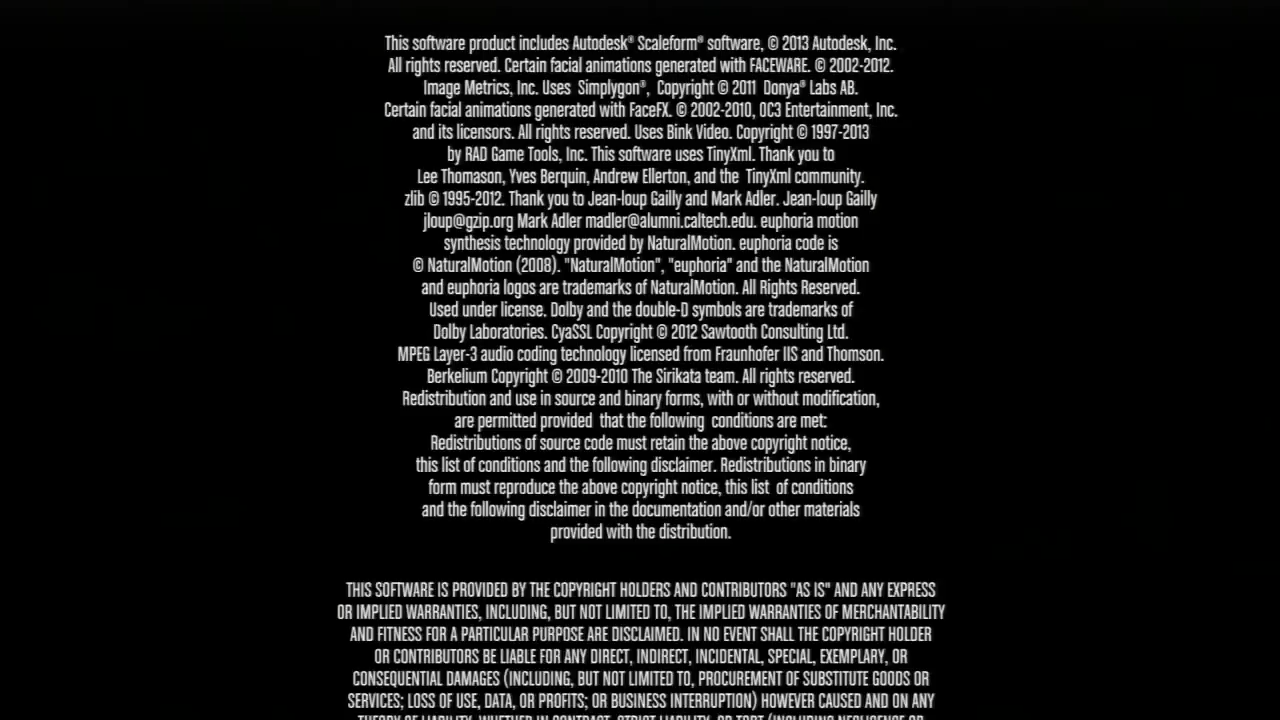 This software product includes Autodesk® Scaleform® software, © 2013 Autodesk, Inc.
All rights reserved. Certain facial animations generated with FACEWARE. © 2002-2012.
Image Metrics, Inc. Uses Simplygon®, Copyright © 2011 Donya® Labs AB.
Certain facial animations generated with FaceFX. © 2002-2010, OC3 Entertainment, Inc.
and its licensors. All rights reserved. Uses Bink Video. Copyright © 1997-2013
by RAD Game Tools, Inc. This software uses TinyXml. Thank you to
Lee Thomason, Yves Berquin, Andrew Ellerton, and the TinyXml community.
zlib © 1995-2012. Thank you to Jean-loup Gailly and Mark Adler. Jean-loup Gailly
jloup@gzip.org Mark Adler madler@alumni.caltech.edu. euphoria motion
synthesis technology provided by NaturalMotion. euphoria code is
© NaturalMotion (2008). "NaturalMotion", "euphoria" and the NaturalMotion
and euphoria logos are trademarks of NaturalMotion. All Rights Reserved.
Used under license. Dolby and the double-D symbols are trademarks of
Dolby Laboratories. CyaSSL Copyright © 2012 Sawtooth Consulting Ltd.
MPEG Layer-3 audio coding technology licensed from Fraunhofer IIS and Thomson.
Berkelium Copyright © 2009-2010 The Sirikata team. All rights reserved.
Redistribution and use in source and binary forms, with or without modification,
are permitted provided that the following conditions are met:
Redistributions of source code must retain the above copyright notice,
this list of conditions and the following disclaimer. Redistributions in binary
form must reproduce the above copyright notice, this list of conditions
and the following disclaimer in the documentation and/or other materials
provided with the distribution.
THIS SOFTWARE IS PROVIDED BY THE COPYRIGHT HOLDERS AND CONTRIBUTORS "AS IS" AND ANY EXPRESS
OR IMPLIED WARRANTIES, INCLUDING, BUT NOT LIMITED TO, THE IMPLIED WARRANTIES OF MERCHANTABILITY
AND FITNESS FOR A PARTICULAR PURPOSE ARE DISCLAIMED. IN NO EVENT SHALL THE COPYRIGHT HOLDER
OR CONTRIBUTORS BE LIABLE FOR ANY DIRECT, INDIRECT, INCIDENTAL, SPECIAL, EXEMPLARY, OR
CONSEQUENTIAL DAMAGES (INCLUDING, BUT NOT LIMITED TO, PROCUREMENT OF SUBSTITUTE GOODS OR
SERVICES; LOSS OF USE, DATA, OR PROFITS; OR BUSINESS INTERRUPTION) HOWEVER CAUSED AND ON ANY
THEORY OF LIABILITY, WHETHER IN CONTRACT, STRICT LIABILITY, OR TORT (INCLUDING NEGLIGENCE OR